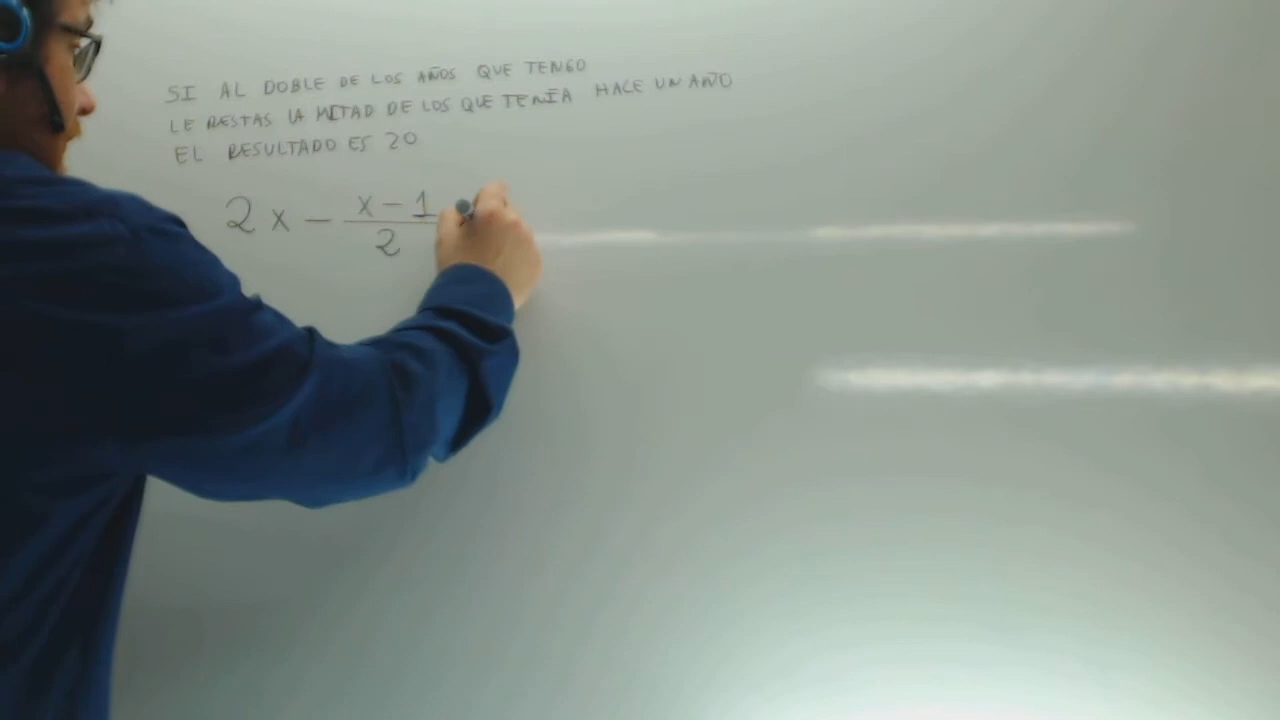 SI AL DOBLE DE LOS AÑOS QUE TENGO
LE RESTAS LA MITAD DE LOS QUE TENÍA HACE UN AÑO
EL RESULTADO ES 20
2x - \frac{x-1}{2}